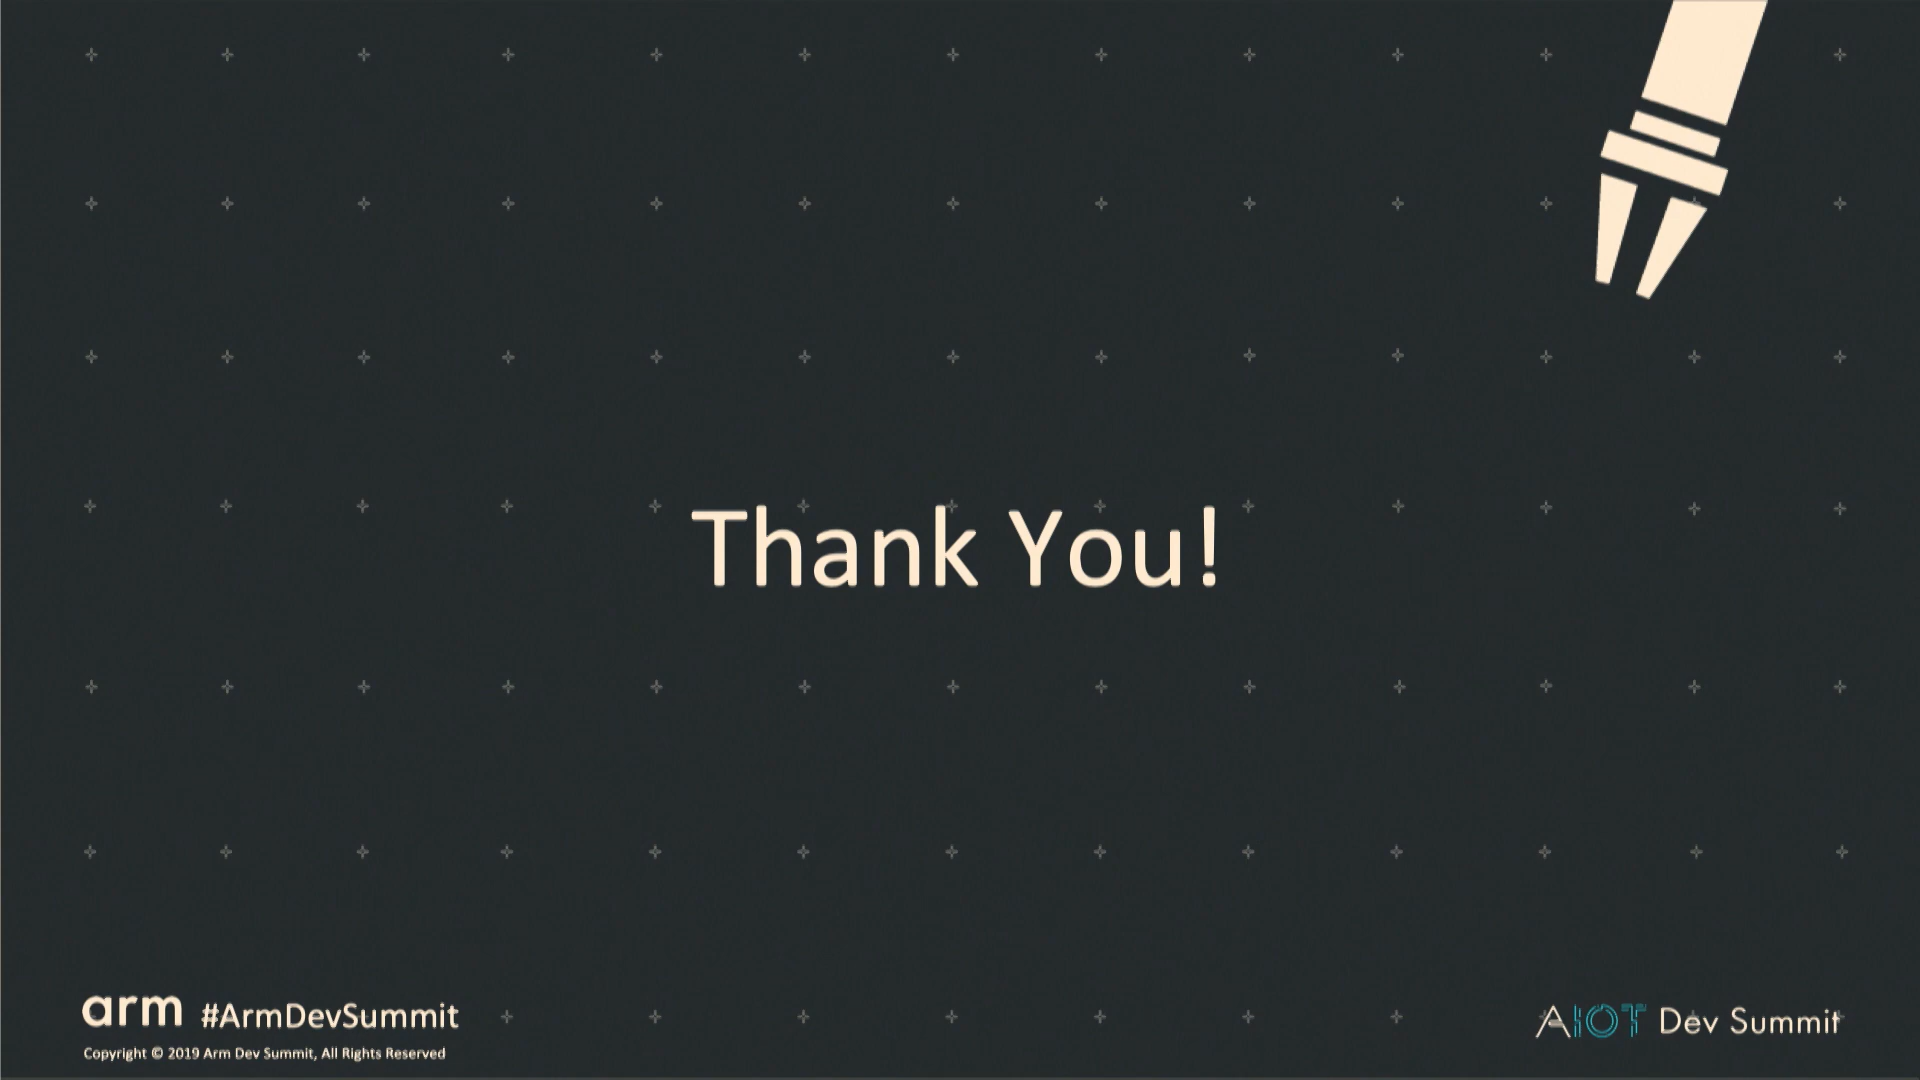 Thank You!
arm #ArmDevSummit
Copyright © 2019 Arm Dev Summit, All Rights Reserved
AIOT Dev Summit